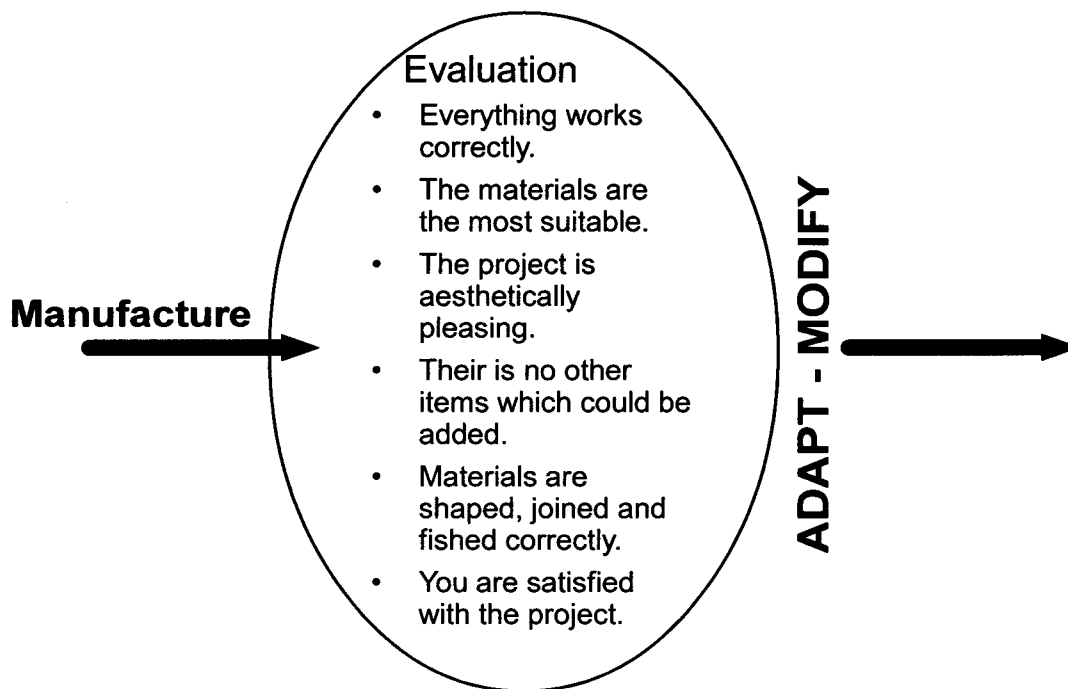 Manufacture
Evaluation
• Everything works
correctly.
• The materials are
the most suitable.
• The project is
aesthetically
pleasing.
• Their is no other
items which could be
added.
• Materials are
shaped, joined and
fished correctly.
• You are satisfied
with the project.
ADAPT - MODIFY